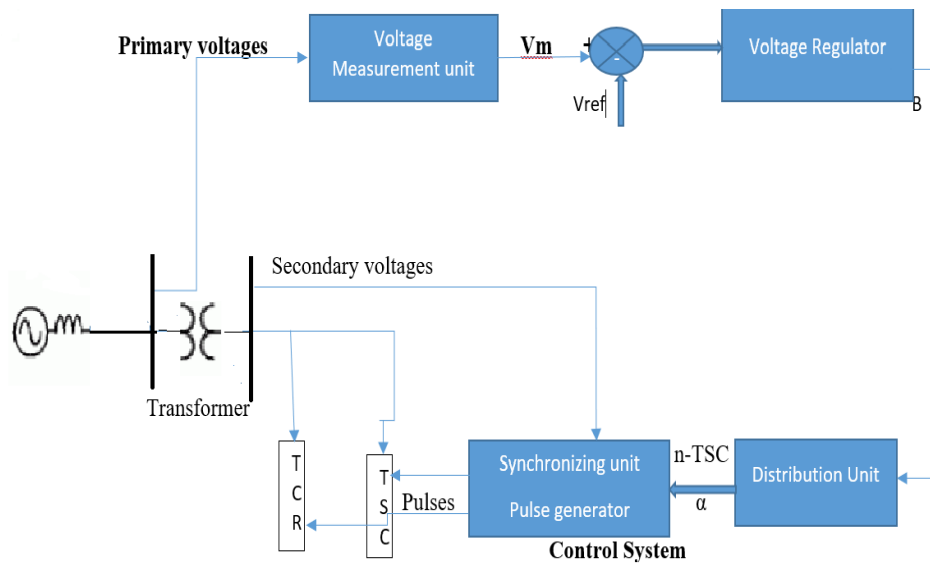 Primary voltages
Voltage
Measurement unit
Vm
+
-
Vref
Voltage Regulator
B
Secondary voltages
Transformer
T
C
R
T
S
C
Pulses
Synchronizing unit
Pulse generator
n-TSC
α
Distribution Unit
Control System